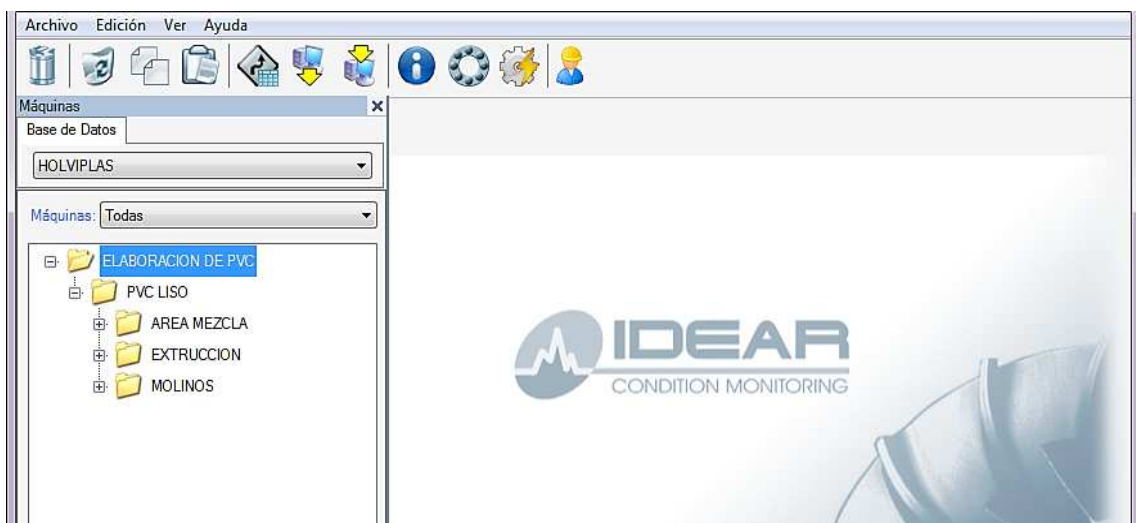 Archivo Edición Ver Ayuda
Máquinas
Base de Datos
HOLVIPLAS
Máquinas: Todas
ELABORACION DE PVC
PVC LISO
AREA MEZCLA
EXTRUCCION
MOLINOS
IDEAR
CONDITION MONITORING